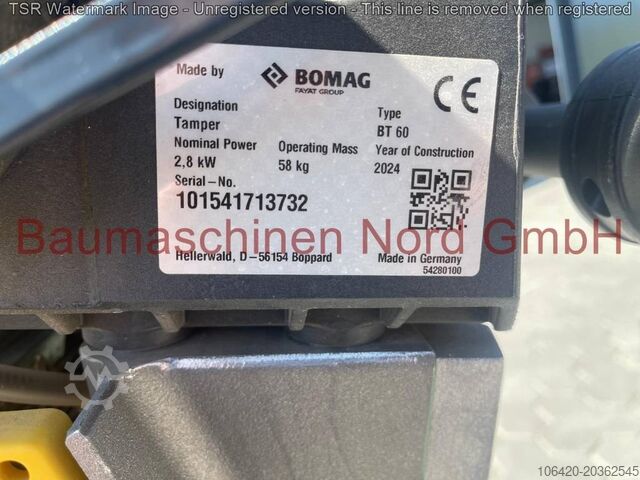 TSR Watermark Image - Unregistered version - This line is removed when registered
Made by BOMAG
FAYAT GROUP
CE
Designation Type
Tamper BT 60
Nominal Power Operating Mass Year of Construction
2,8 kW 58 kg 2024
Serial-No.
101541713732
Baumaschinen Nord GmbH
Hellerwald, D-56154 Boppard Made in Germany
54280100
106420-20362545